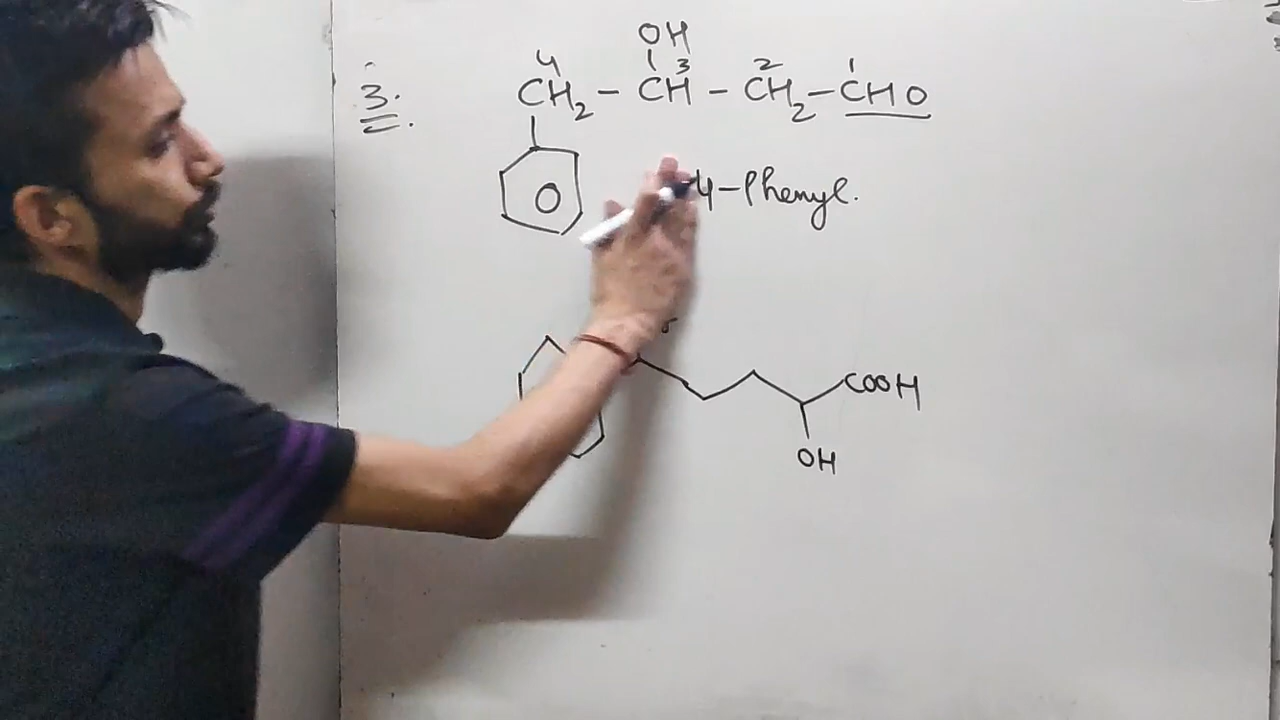 OH
4 3 2 1
3. CH2 - CH - CH2 - CHO
4-Phenyl.
COOH
OH